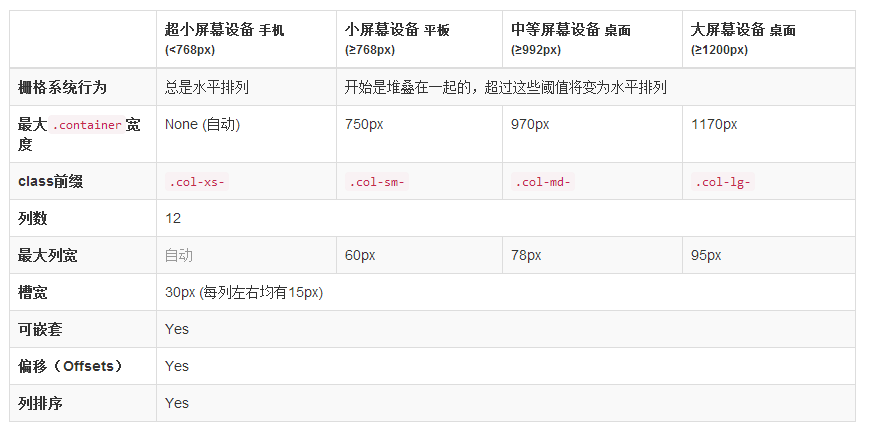 超小屏幕设备 手机 小屏幕设备 平板 中等屏幕设备 桌面 大屏幕设备 桌面
(<768px) (≥768px) (≥992px) (≥1200px)
栅格系统行为 总是水平排列 开始是堆叠在一起的，超过这些阈值将变为水平排列
最大 .container 宽 None (自动) 750px 970px 1170px
度
class前缀 .col-xs- .col-sm- .col-md- .col-lg-
列数 12
最大列宽 自动 60px 78px 95px
槽宽 30px (每列左右均有15px)
可嵌套 Yes
偏移（Offsets） Yes
列排序 Yes